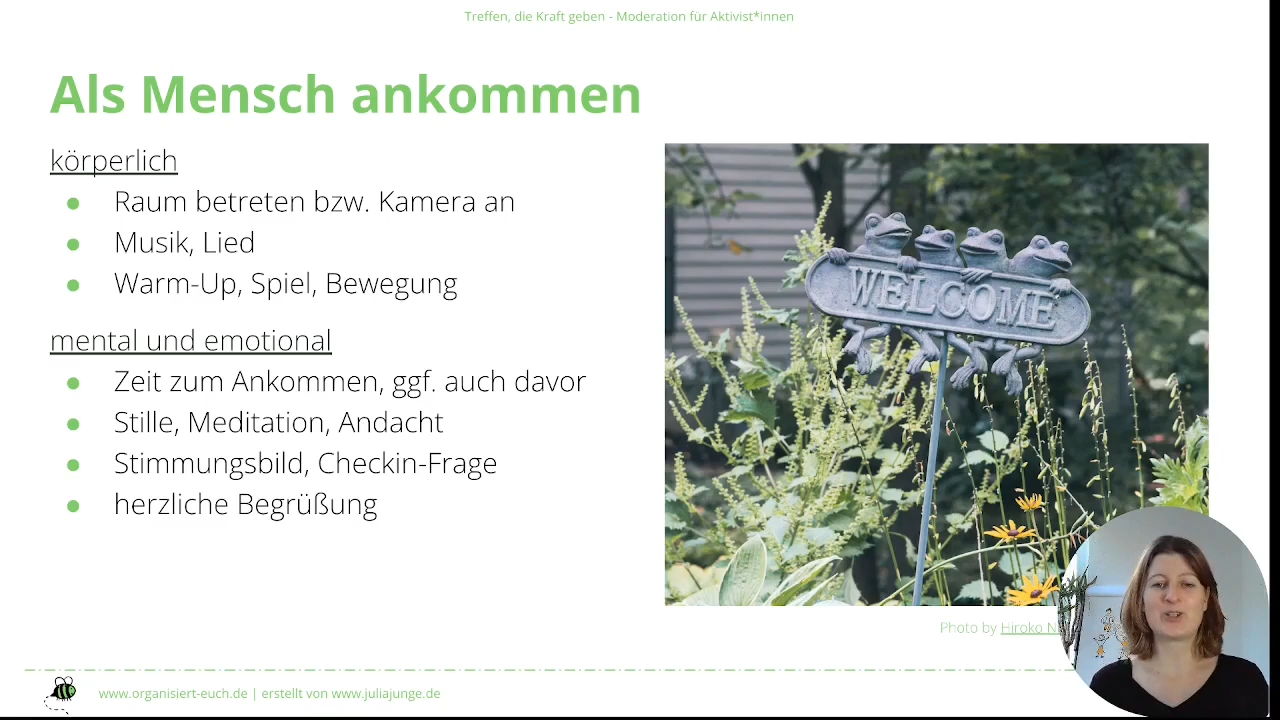 Treffen, die Kraft geben - Moderation für Aktivist*innen
Als Mensch ankommen
körperlich
● Raum betreten bzw. Kamera an
● Musik, Lied
● Warm-Up, Spiel, Bewegung
mental und emotional
● Zeit zum Ankommen, ggf. auch davor
● Stille, Meditation, Andacht
● Stimmungsbild, Checkin-Frage
● herzliche Begrüßung
WELCOME
Photo by Hiroko
www.organisiert-euch.de | erstellt von www.juliajunge.de